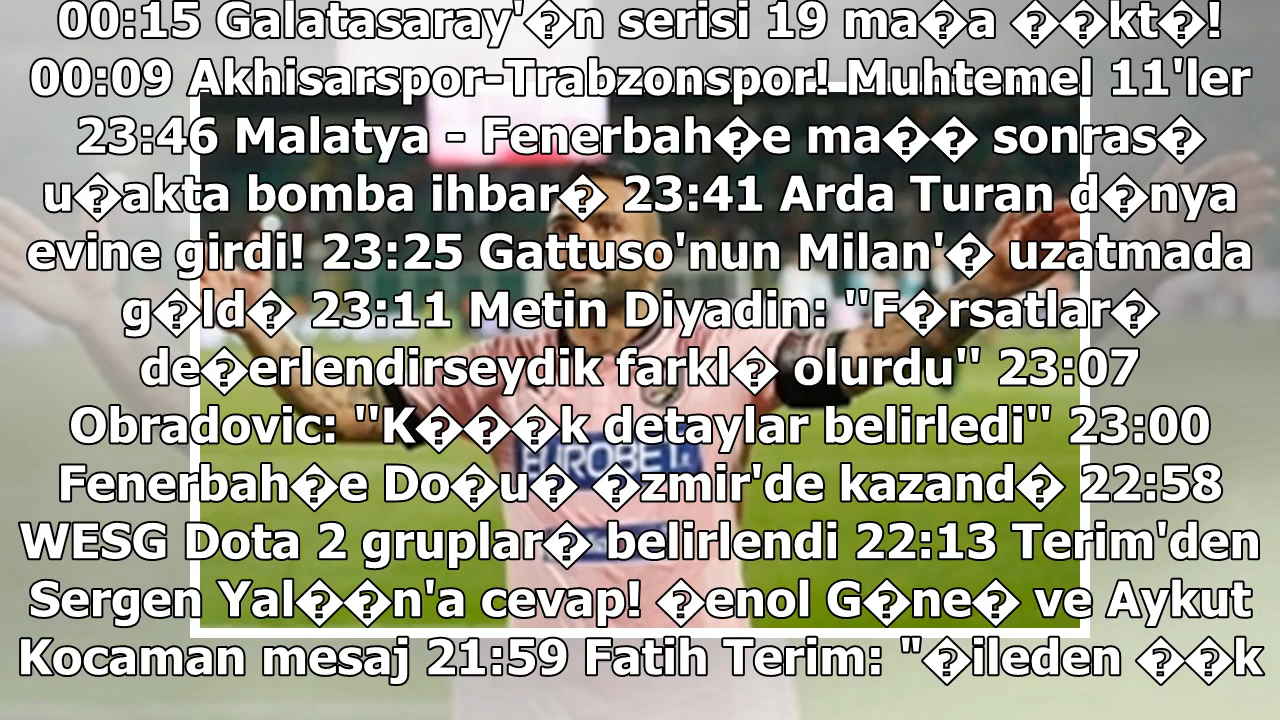 00:15 Galatasaray'�n serisi 19 ma�a ��kt�!
00:09 Akhisarspor-Trabzonspor! Muhtemel 11'ler
23:46 Malatya - Fenerbah�e ma�� sonras�
u�akta bomba ihbar� 23:41 Arda Turan d�nya
evine girdi! 23:25 Gattuso'nun Milan'� uzatmada
g�ld� 23:11 Metin Diyadin: ''F�rsatlar�
de�erlendirseydik farkl� olurdu'' 23:07
Obradovic: ''K���k detaylar belirledi'' 23:00
Fenerbah�e Do�u� �zmir'de kazand� 22:58
WESG Dota 2 gruplar� belirlendi 22:13 Terim'den
Sergen Yal��n'a cevap! �enol G�ne� ve Aykut
Kocaman mesaj 21:59 Fatih Terim: "�ileden ��k
EUROBET